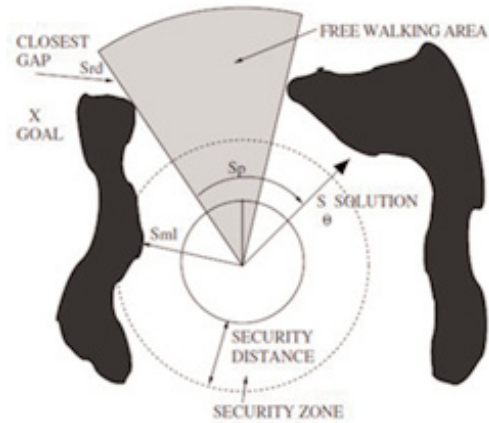 CLOSEST
GAP
Srd
FREE WALKING AREA
X
GOAL
Sp
S SOLUTION
θ
Sml
SECURITY
DISTANCE
SECURITY ZONE